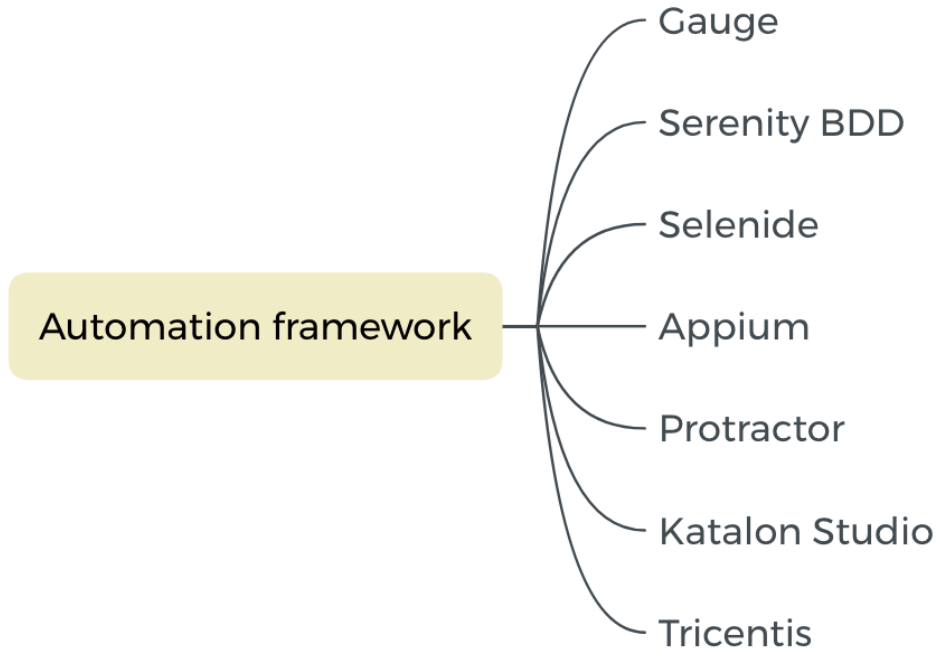 Automation framework
Gauge
Serenity BDD
Selenide
Appium
Protractor
Katalon Studio
Tricentis